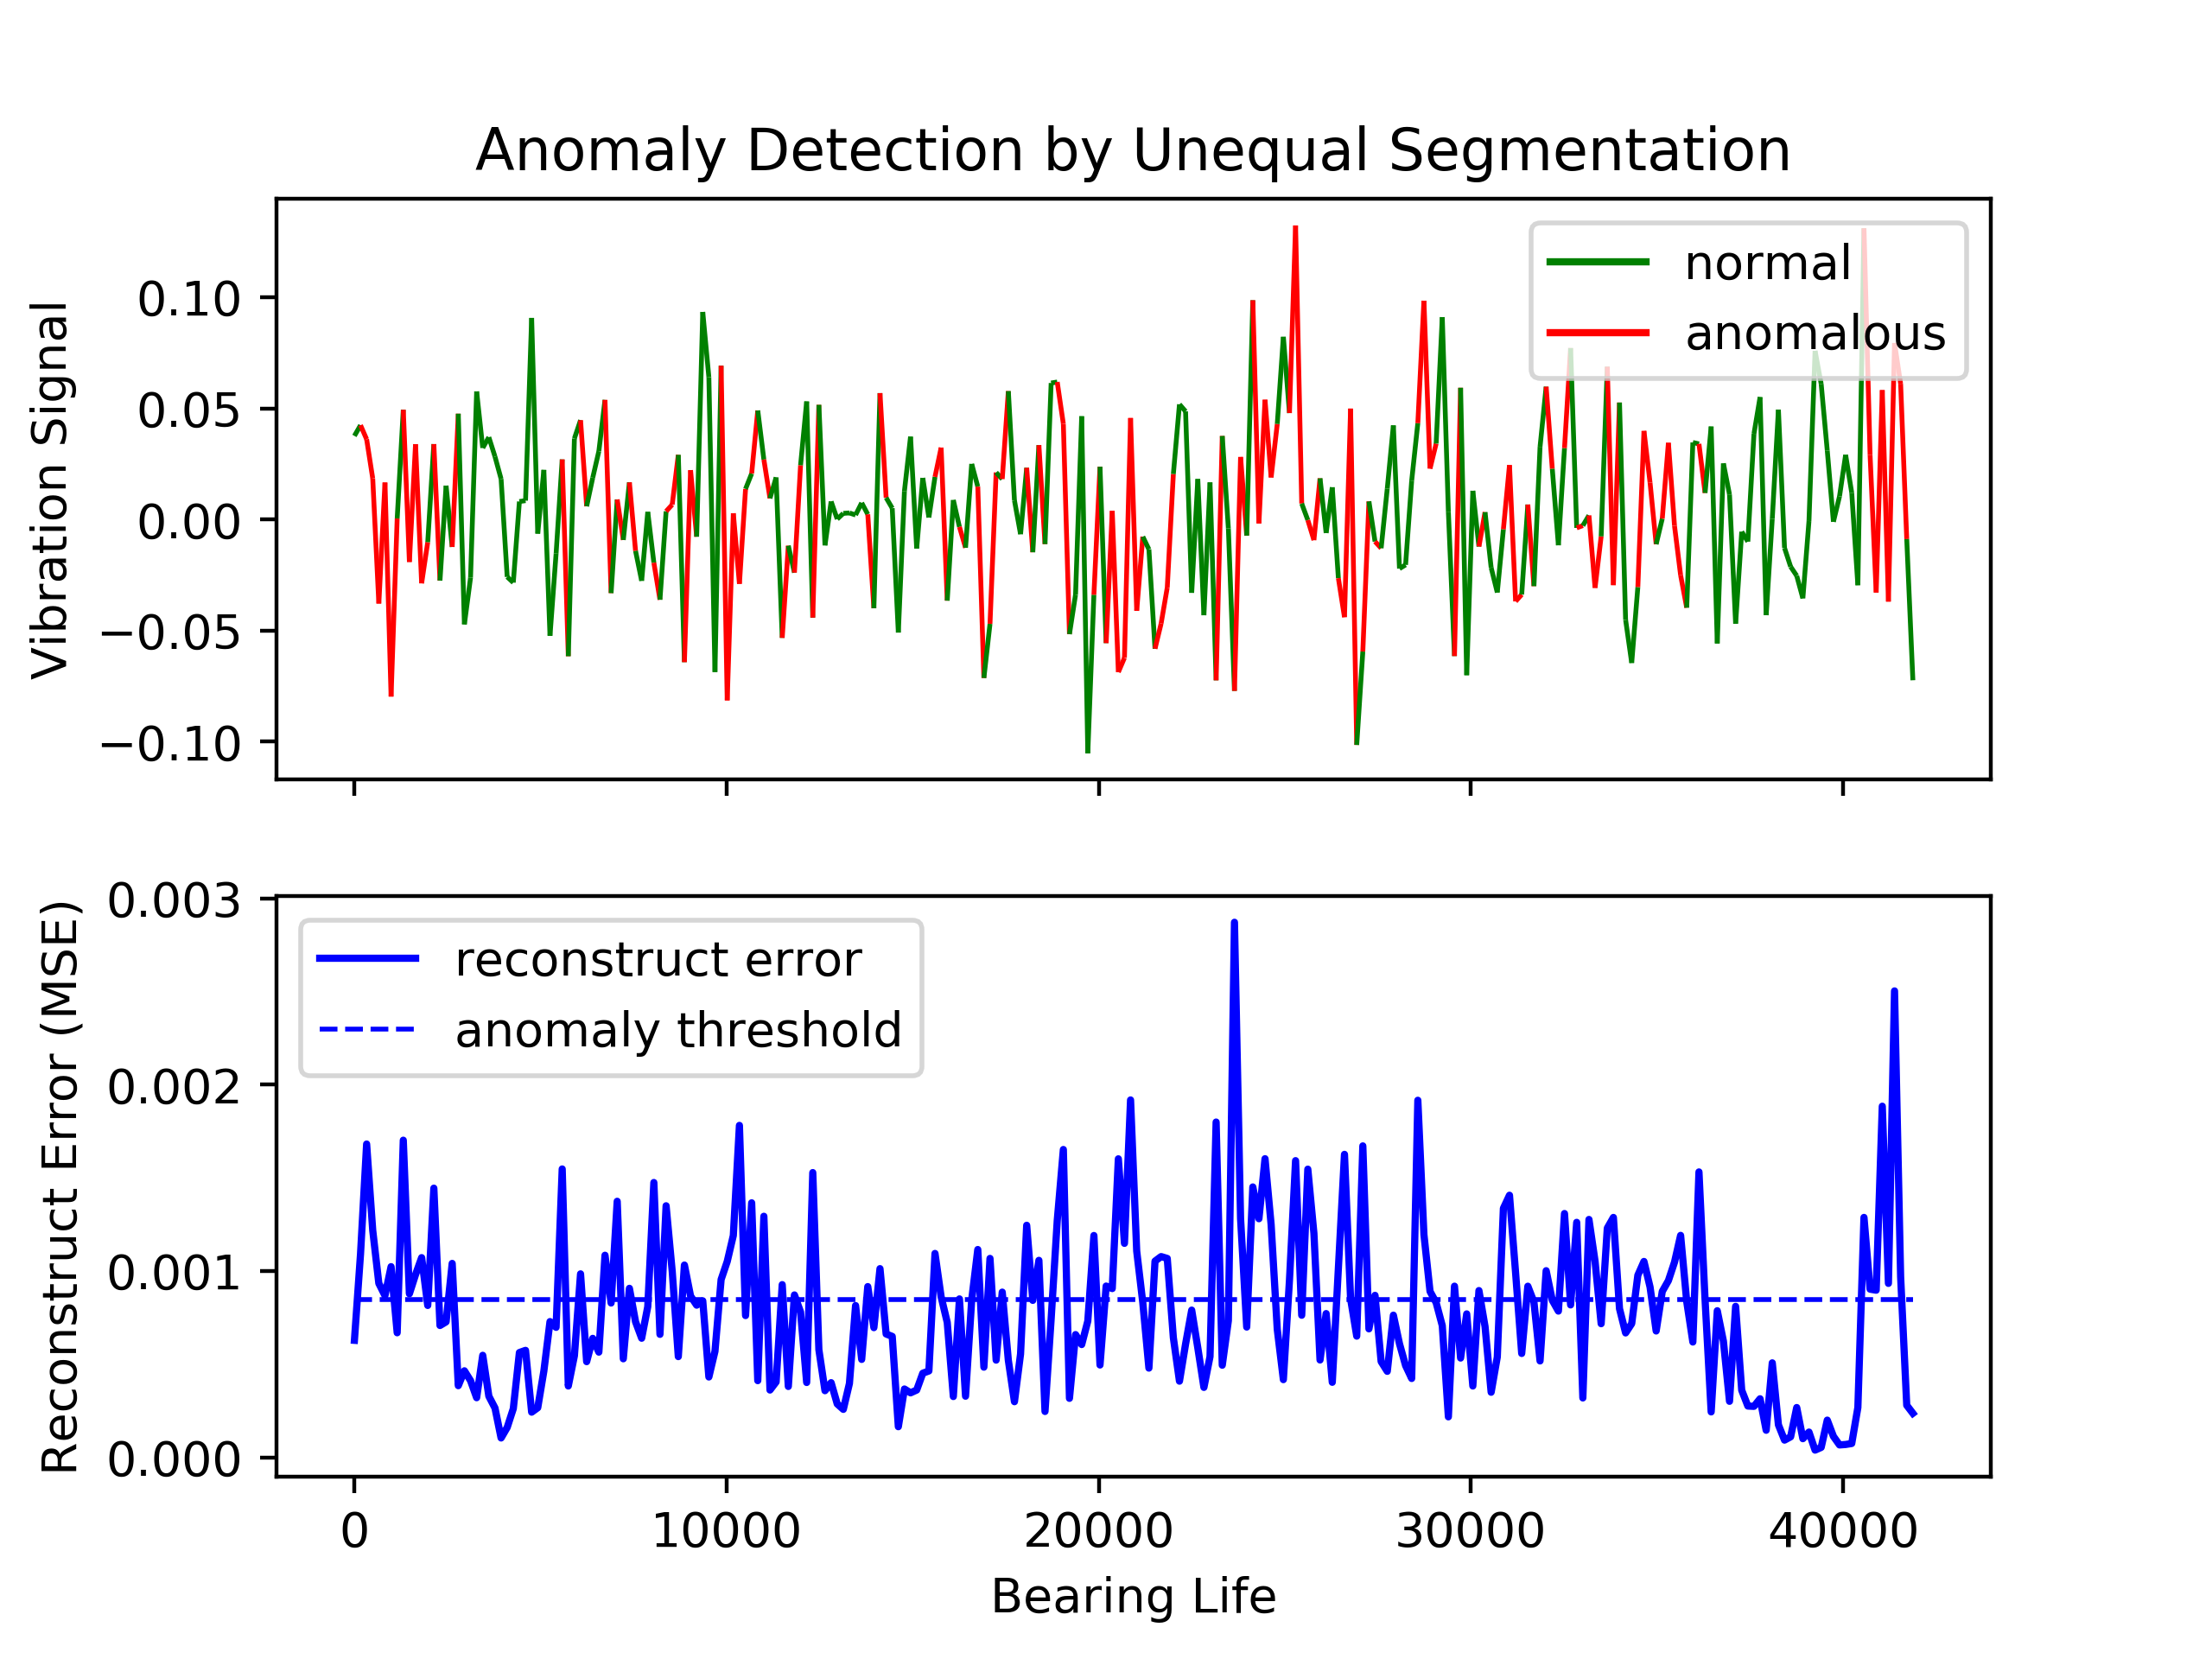 Anomaly Detection by Unequal Segmentation
Vibration Signal
0.10
0.05
0.00
−0.05
−0.10
normal
anomalous
Reconstruct Error (MSE)
0.003
0.002
0.001
0.000
reconstruct error
anomaly threshold
0 10000 20000 30000 40000
Bearing Life